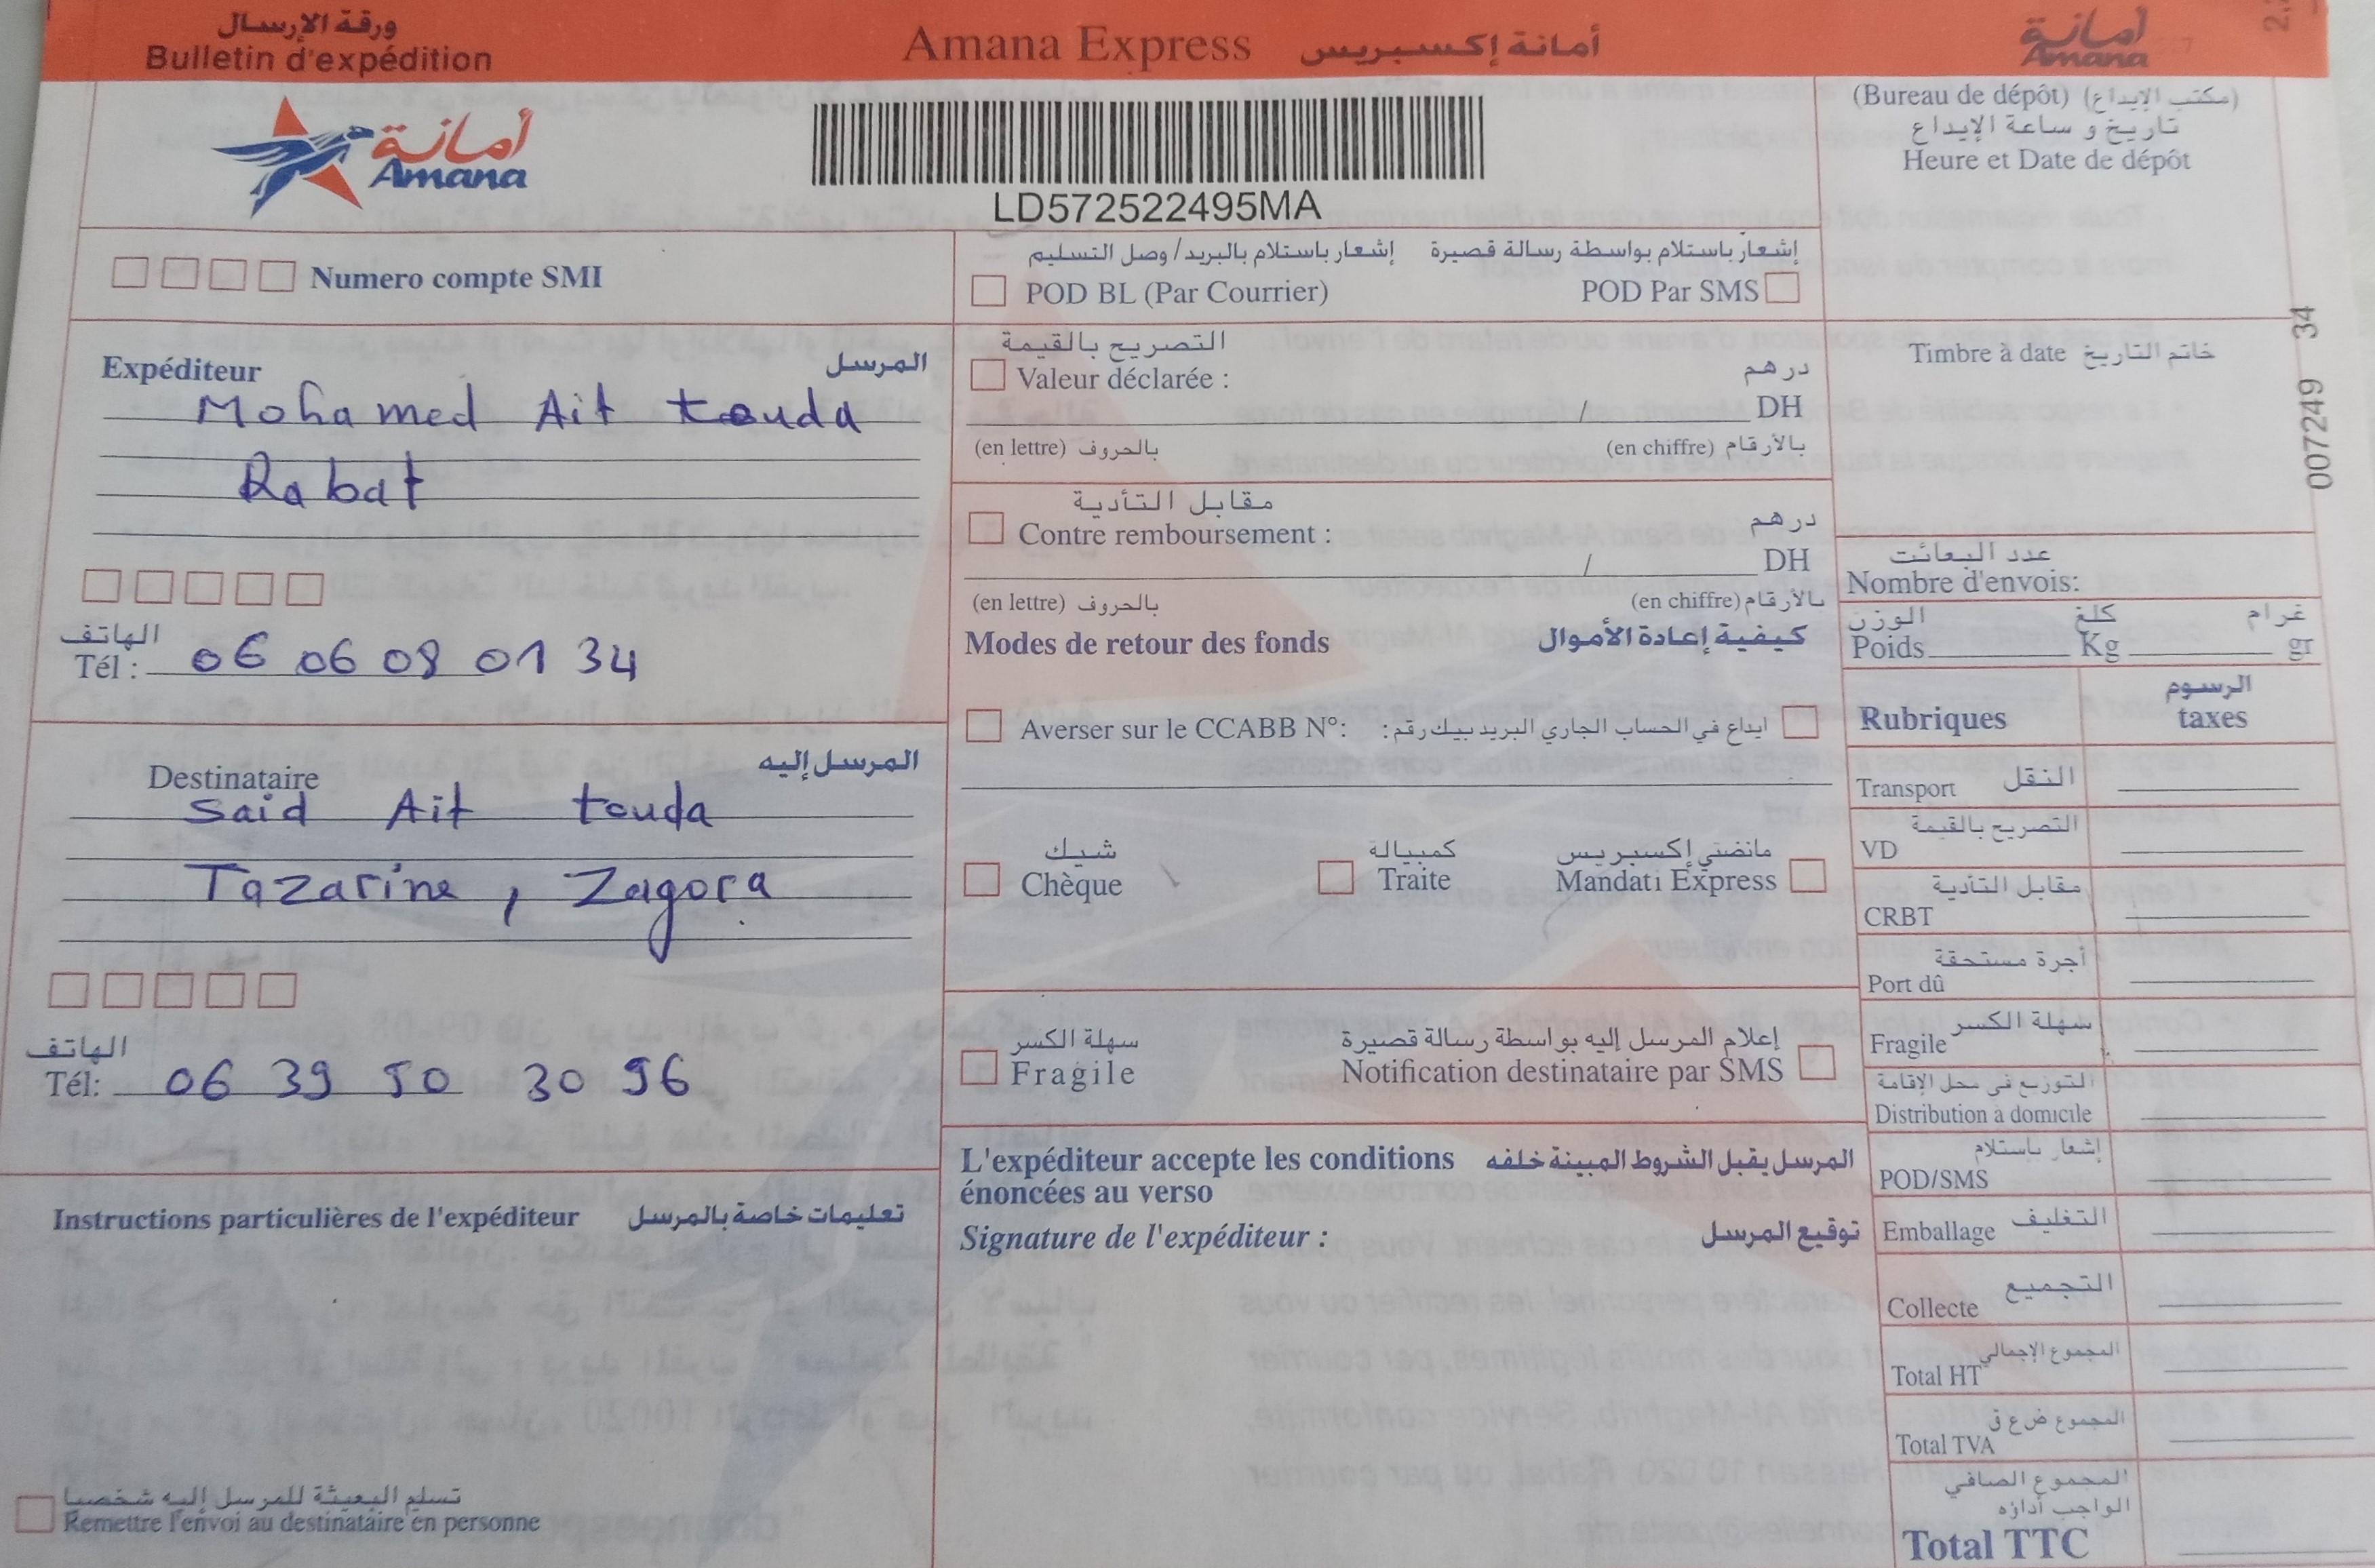 ورقة الإرسال
Bulletin d'expédition
Amana Express أمانة إكسبريس
أمانة
Amana
أمانة
Amana
LD572522495MA
(Bureau de dépôt) (مكتب الإيداع)
تاريخ و ساعة الإيداع
Heure et Date de dépôt
Numero compte SMI
إشعار باستلام بالبريد/وصل التسليم
POD BL (Par Courrier)
إشعار باستلام بواسطة رسالة قصيرة
POD Par SMS
Expéditeur المرسل
Mohamed Ait touda
Rabat
الهاتف
Tél : 06 06 08 01 34
Destinataire المرسل إليه
Said Ait touda
Tazarine , Zagora
الهاتف
Tél: 06 39 50 30 96
Instructions particulières de l'expéditeur تعليمات خاصة بالمرسل
تسلم البعيثة للمرسل إليه شخصيا
Remettre l'envoi au destinataire en personne
التصريح بالقيمة
Valeur déclarée :
درهم
/ DH
(en lettre) بالحروف (en chiffre) بالأرقام
مقابل التأدية
Contre remboursement :
درهم
/ DH
(en lettre) بالحروف (en chiffre) بالأرقام
Modes de retour des fonds كيفية إعادة الأموال
Averser sur le CCABB N°: ايداع في الحساب الجاري البريد بيك رقم:
شيك
Chèque
كمبيالة
Traite
مانضتي إكسبريس
Mandati Express
سهلة الكسر
Fragile
إعلام المرسل إليه بواسطة رسالة قصيرة
Notification destinataire par SMS
L'expéditeur accepte les conditions المرسل يقبل الشروط المبينة خلفه
énoncées au verso
Signature de l'expéditeur : توقيع المرسل
Timbre à date خاتم التاريخ
007249 34
عدد البعائث
Nombre d'envois:
الوزن كلغ غرام
Poids Kg gr
Rubriques
الرسوم
taxes
Transport النقل
التصريح بالقيمة
VD
مقابل التأدية
CRBT
أجرة مستحقة
Port dû
سهلة الكسر
Fragile
التوزيع في محل الإقامة
Distribution à domicile
إشعار باستلام
POD/SMS
Emballage التغليف
التجميع
Collecte
المجموع الإجمالي
Total HT
المجموع ض ع ق
Total TVA
المجموع الصافي
الواجب أداؤه
Total TTC